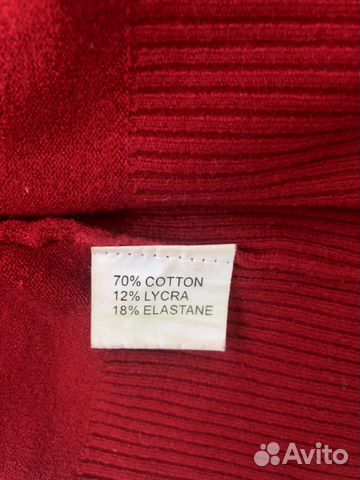 70% COTTON
12% LYCRA
18% ELASTANE
Avito